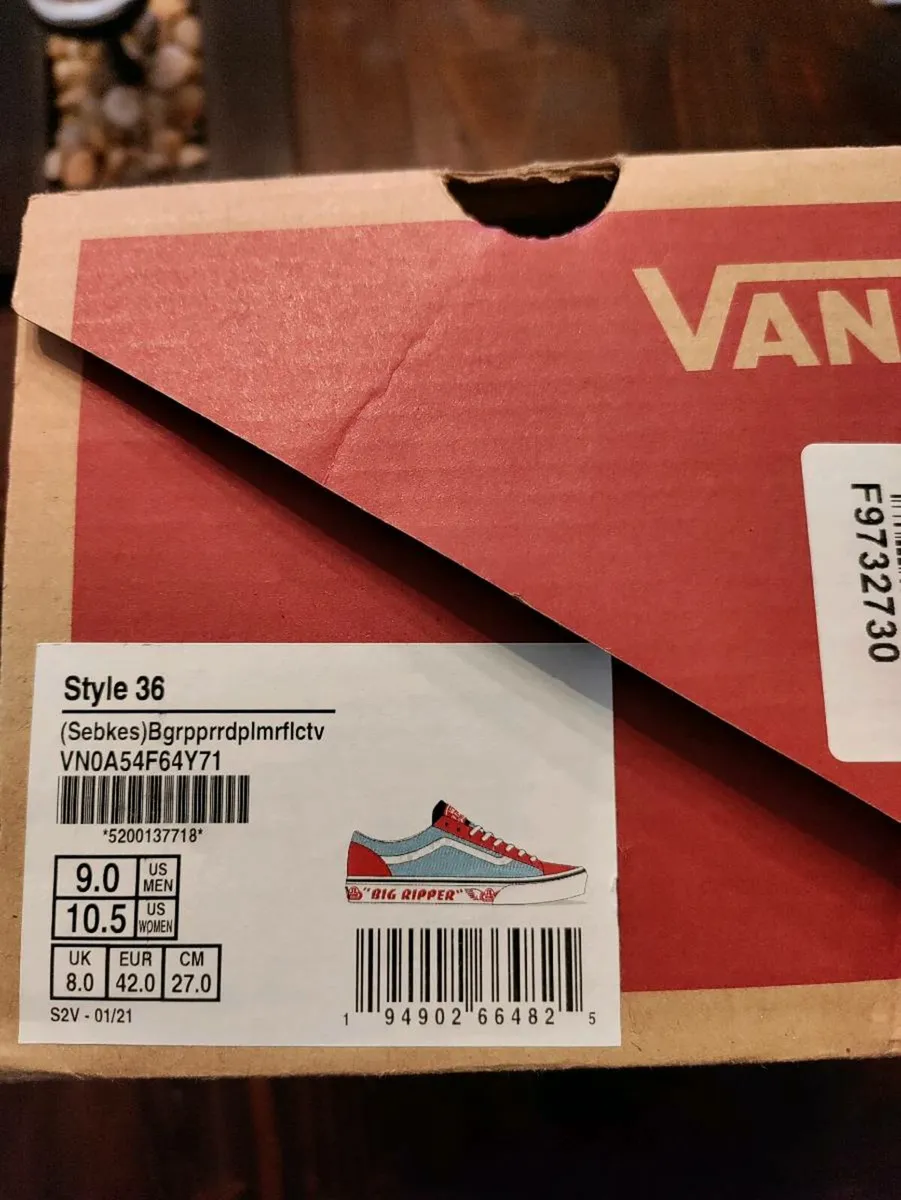 VAN
F9732730
Style 36
(Sebkes)Bgrpprrdplmrflctv
VN0A54F64Y71
*5200137718*
9.0 US MEN
10.5 US WOMEN
UK EUR CM
8.0 42.0 27.0
S2V - 01/21
"BIG RIPPER"
1 94902 66482 5